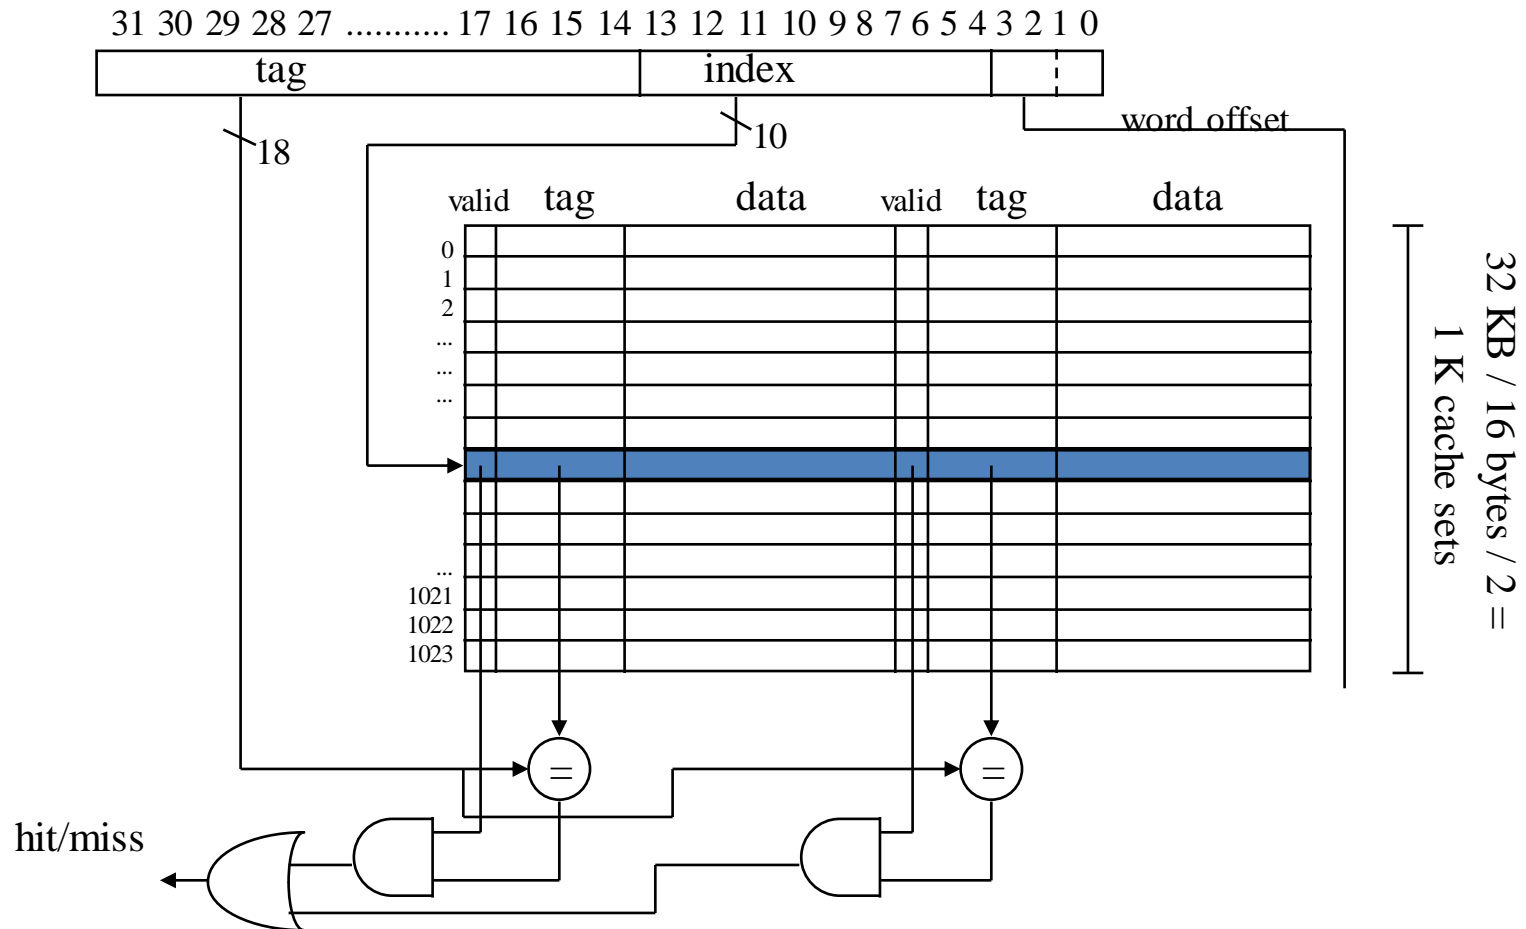 31 30 29 28 27 ........... 17 16 15 14 13 12 11 10 9 8 7 6 5 4 3 2 1 0
tag index
word offset
18 10
valid tag data valid tag data
0
1
2
...
...
...
...
1021
1022
1023
32 KB / 16 bytes / 2 =
1 K cache sets
= =
hit/miss